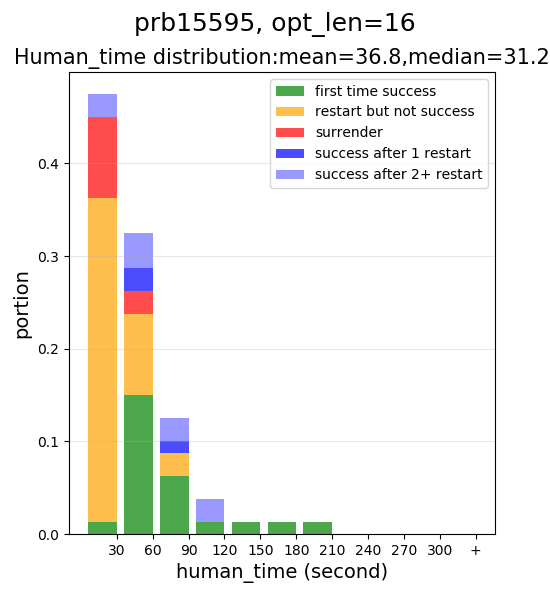 prb15595, opt_len=16
Human_time distribution:mean=36.8,median=31.2
first time success
restart but not success
surrender
success after 1 restart
success after 2+ restart
portion
0.4
0.3
0.2
0.1
0.0
30 60 90 120 150 180 210 240 270 300 +
human_time (second)